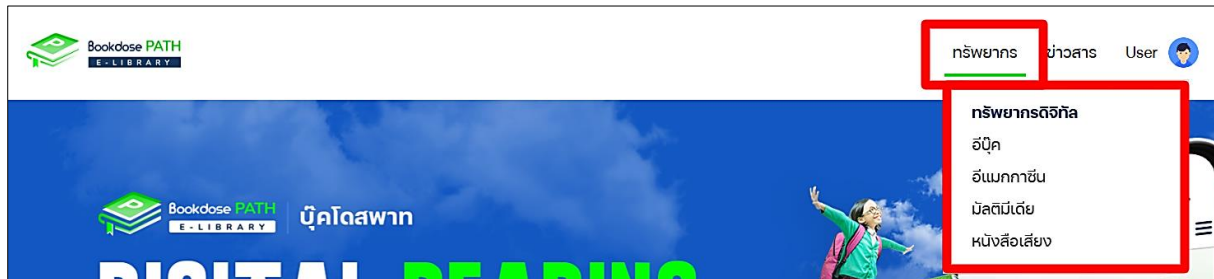 Bookdose PATH
E-LIBRARY
ทรัพยากร ข่าวสาร User
ทรัพยากรดิจิทัล
อีบุ๊ค
อีแมกกาซีน
มัลติมีเดีย
หนังสือเสียง
Bookdose PATH
E-LIBRARY
บุ๊คโดสพาท
DIGITAL READING